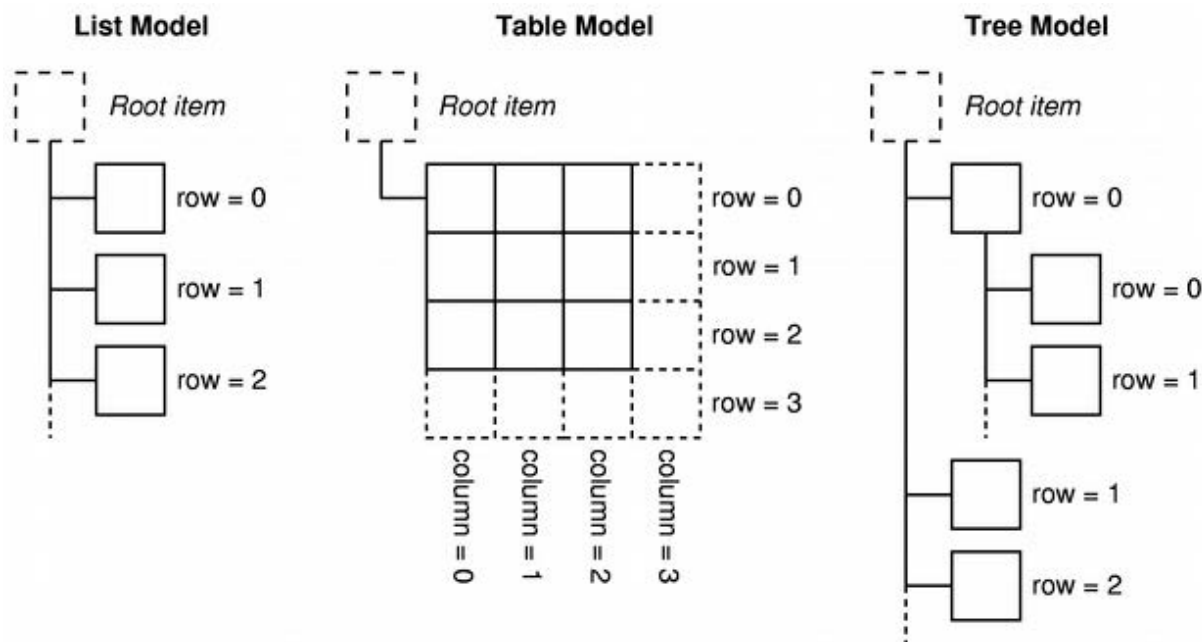 List Model
Root item
row = 0
row = 1
row = 2
Table Model
Root item
row = 0
row = 1
row = 2
row = 3
column = 0
column = 1
column = 2
column = 3
Tree Model
Root item
row = 0
row = 0
row = 1
row = 1
row = 2